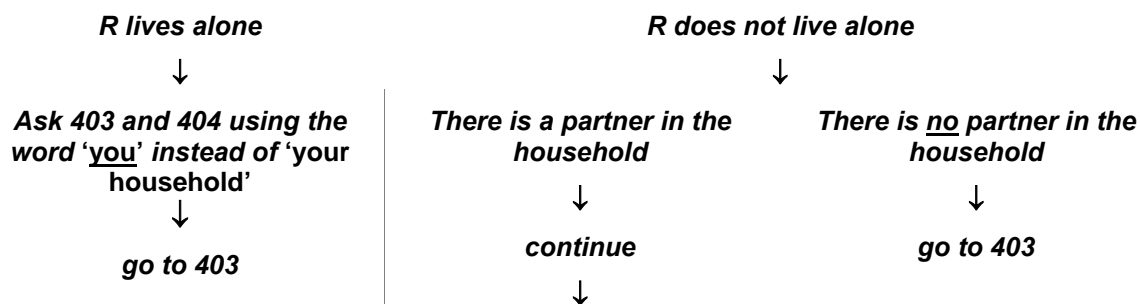 R lives alone
R does not live alone
↓
↓
Ask 403 and 404 using the
word ‘you’ instead of ‘your
household’
There is a partner in the
household
There is no partner in the
household
↓
↓
↓
go to 403
continue
go to 403
↓